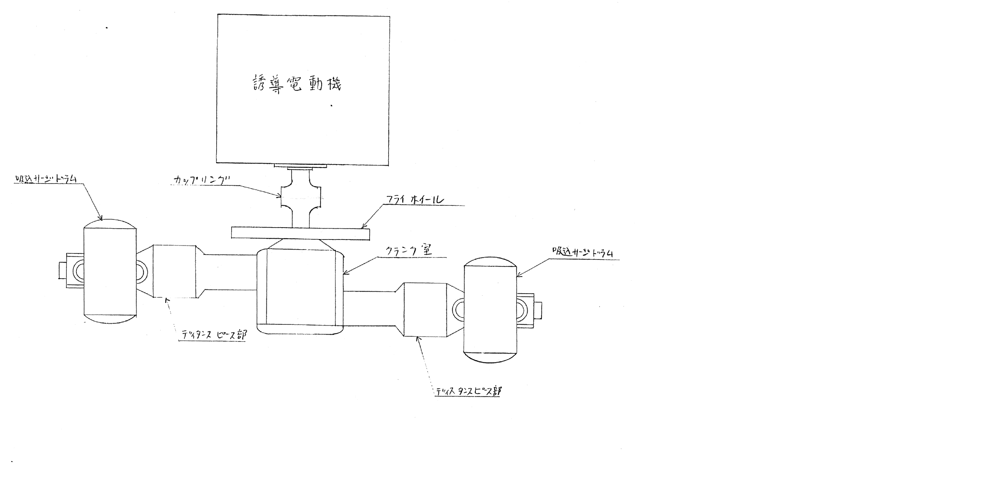 誘導電動機
吸込サージドラム
カップリング
フライホイール
クランク室
吸込サージドラム
ディタンスピース部
ディスタンスピース部